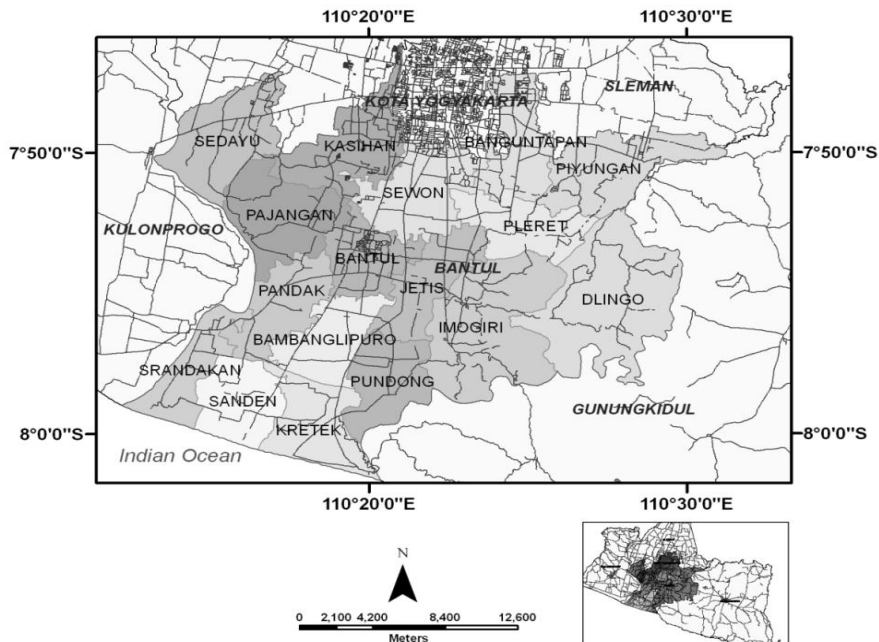 110°20'0"E 110°30'0"E
SLEMAN
KOTA YOGYAKARTA
SEDAYU
KASIHAN
BANGUNTAPAN
7°50'0"S
7°50'0"S
PIYUNGAN
SEWON
PAJANGAN
KULONPROGO
PLERET
BANTUL
BANTUL
PANDAK
JETIS
DLINGO
IMOGIRI
BAMBANGLIPURO
SRANDAKAN
PUNDONG
SANDEN
GUNUNGKIDUL
KRETEK
8°0'0"S
8°0'0"S
Indian Ocean
110°20'0"E 110°30'0"E
N
0 2,100 4,200 8,400 12,600
Meters